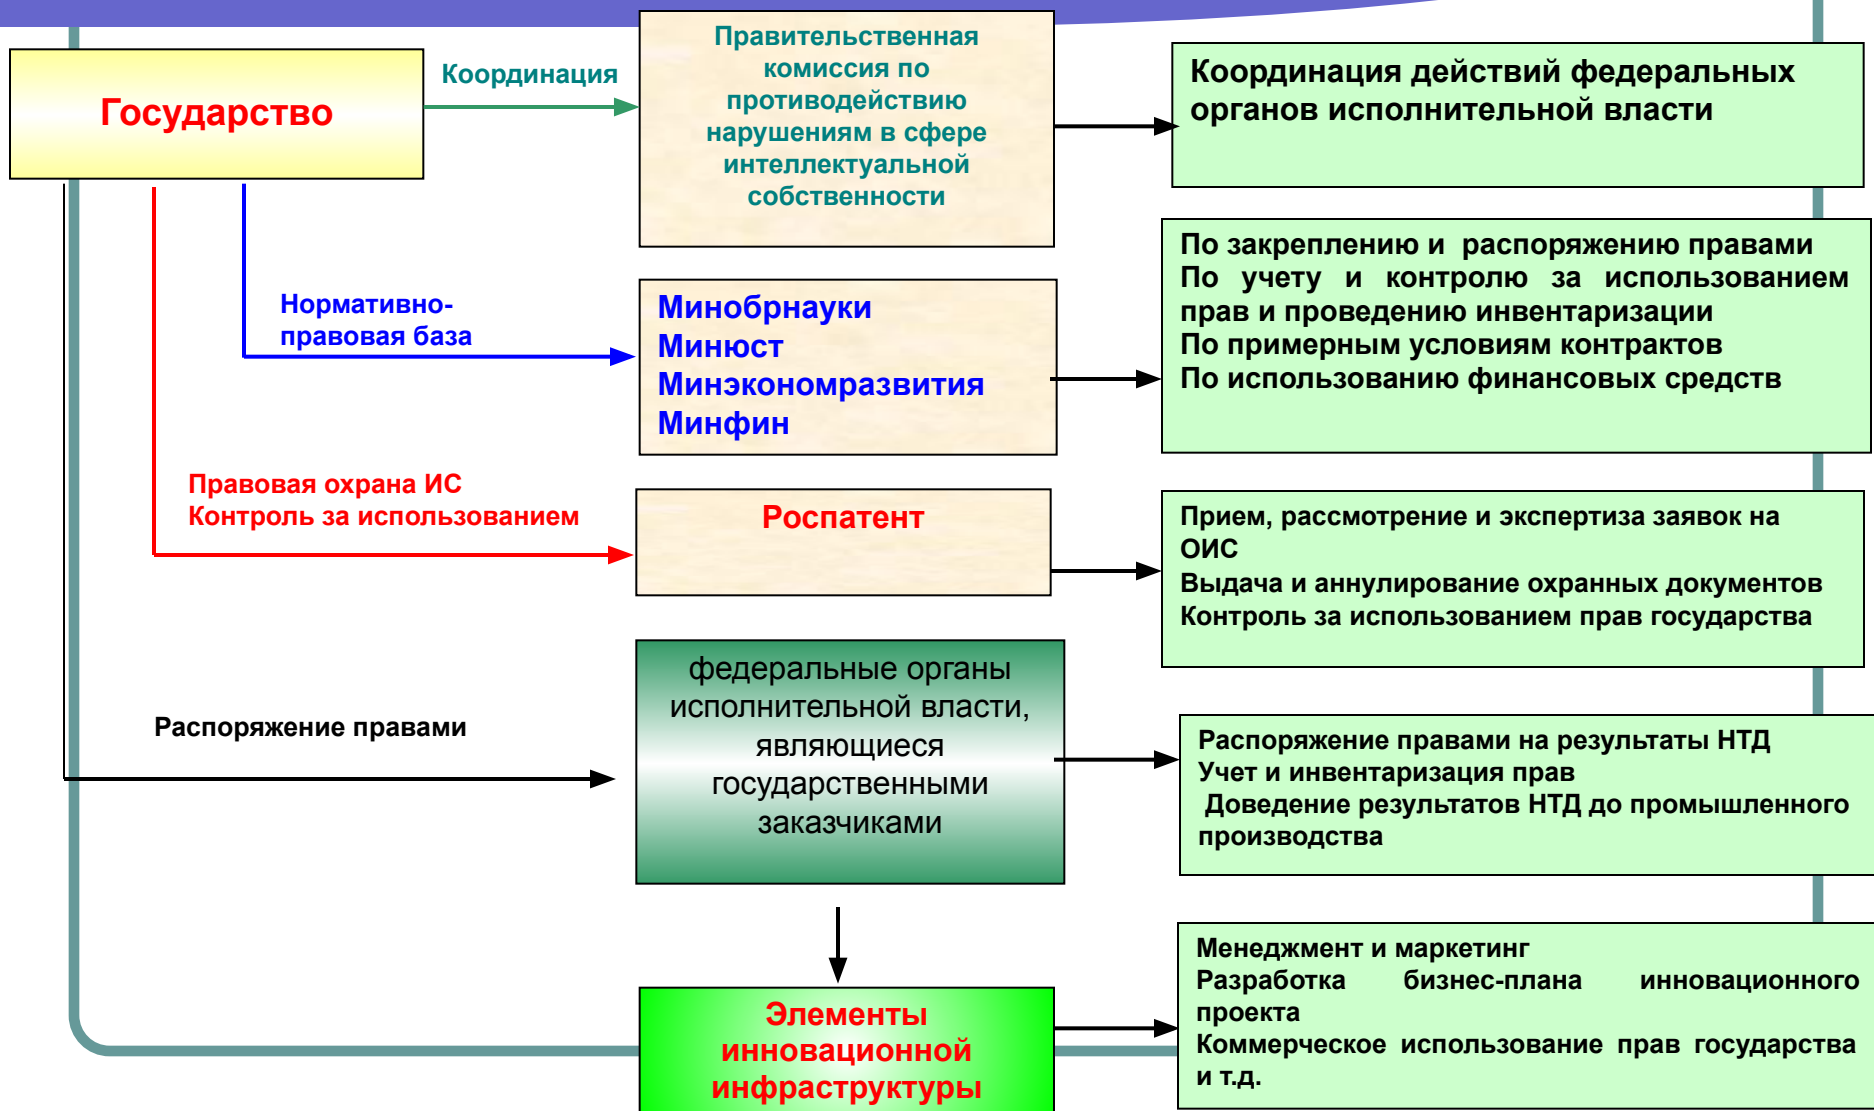 Государство
Координация
Правительственная
комиссия по
противодействию
нарушениям в сфере
интеллектуальной
собственности
Координация действий федеральных
органов исполнительной власти
Нормативно-
правовая база
Минобрнауки
Минюст
Минэкономразвития
Минфин
По закреплению и распоряжению правами
По учету и контролю за использованием
прав и проведению инвентаризации
По примерным условиям контрактов
По использованию финансовых средств
Правовая охрана ИС
Контроль за использованием
Роспатент
Прием, рассмотрение и экспертиза заявок на
ОИС
Выдача и аннулирование охранных документов
Контроль за использованием прав государства
Распоряжение правами
федеральные органы
исполнительной власти,
являющиеся
государственными
заказчиками
Распоряжение правами на результаты НТД
Учет и инвентаризация прав
Доведение результатов НТД до промышленного
производства
Элементы
инновационной
инфраструктуры
Менеджмент и маркетинг
Разработка бизнес-плана инновационного
проекта
Коммерческое использование прав государства
и т.д.